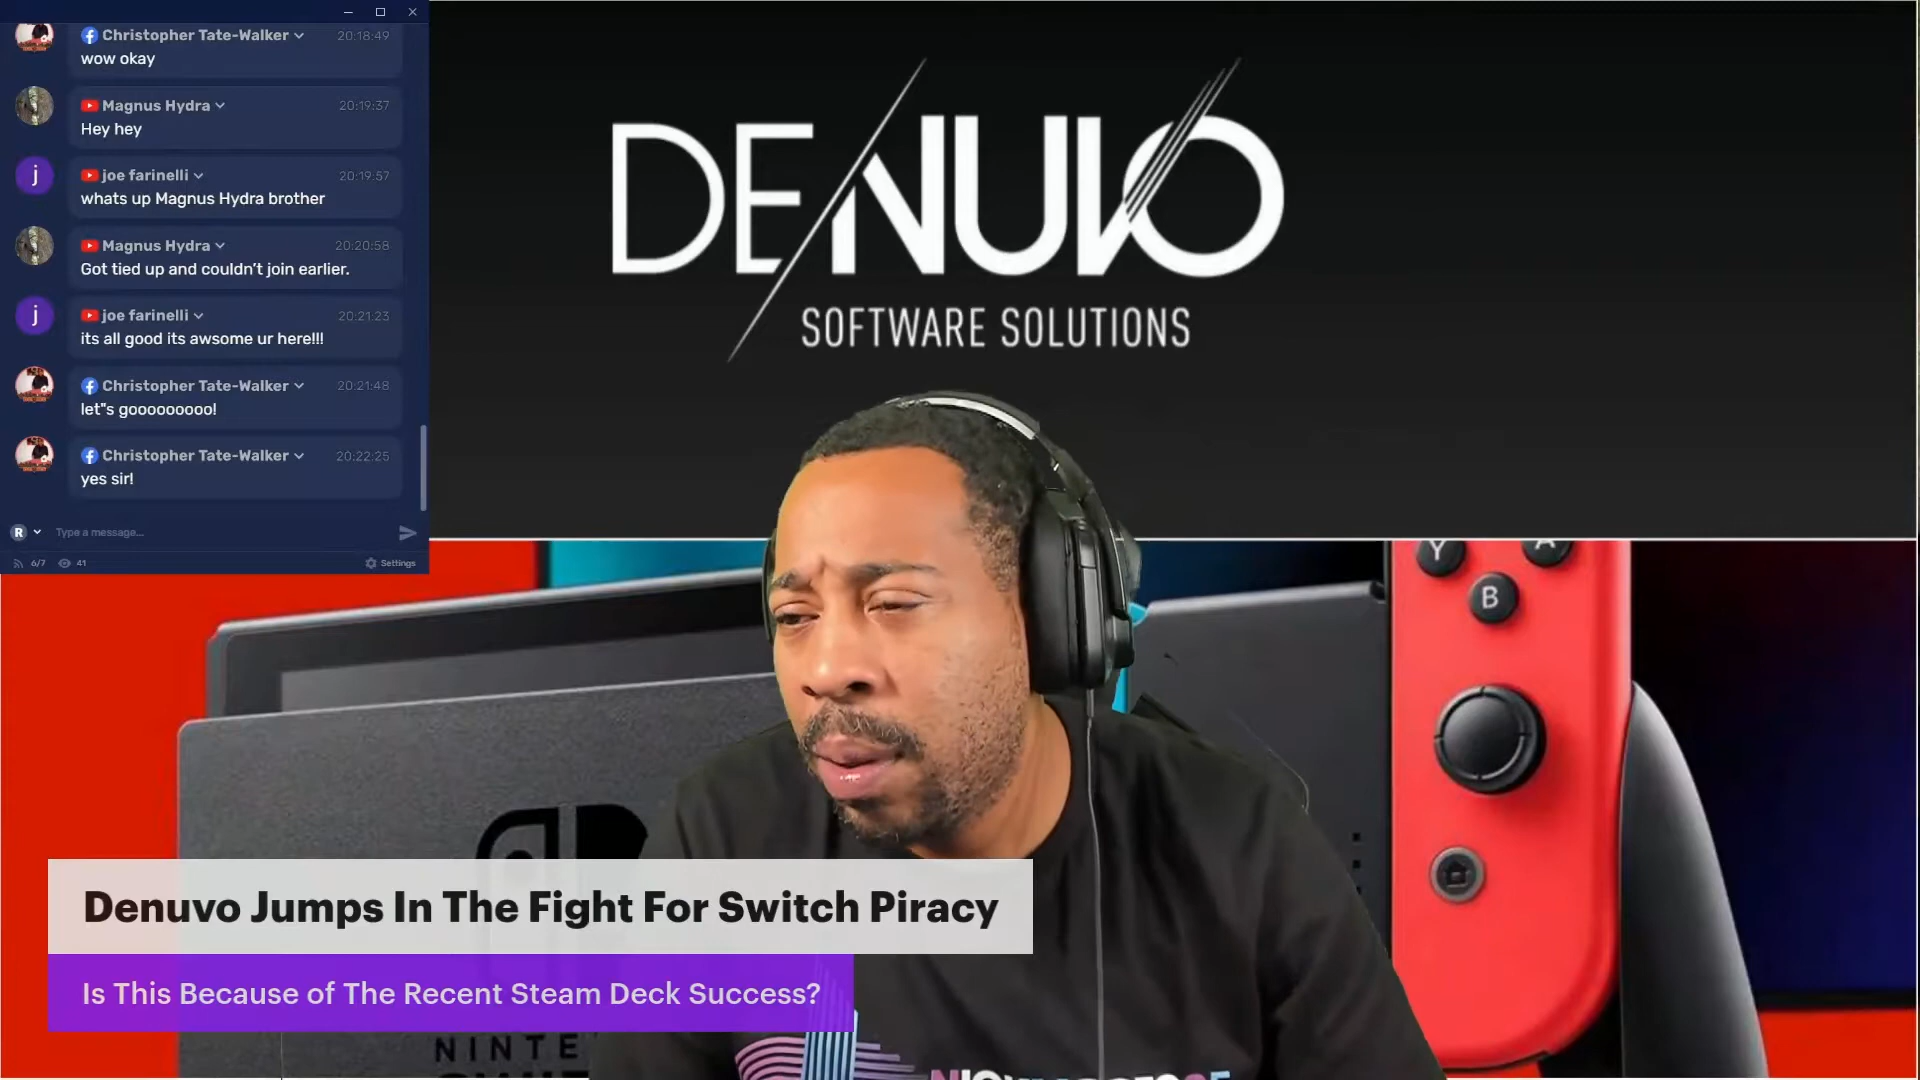 Christopher Tate-Walker 20:18:49
wow okay
Magnus Hydra 20:19:37
Hey hey
j
joe farinelli 20:19:57
whats up Magnus Hydra brother
Magnus Hydra 20:20:58
Got tied up and couldn't join earlier.
j
joe farinelli 20:21:23
its all good its awsome ur here!!!
Christopher Tate-Walker 20:21:48
let"s gooooooooo!
Christopher Tate-Walker 20:22:25
yes sir!
R Type a message...
6/7 41 Settings
DENUVO
SOFTWARE SOLUTIONS
Y A
B
Denuvo Jumps In The Fight For Switch Piracy
Is This Because of The Recent Steam Deck Success?
NINTE